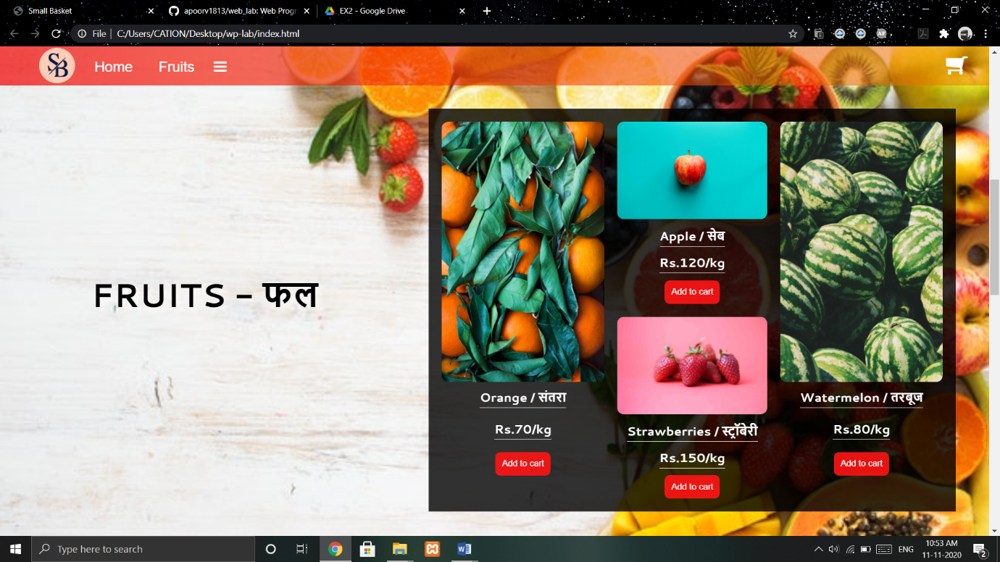 Small Basket
apoorv1813/web_lab: Web Progr
EX2 - Google Drive
File | C:/Users/CATION/Desktop/wp-lab/index.html
SB
Home
Fruits
FRUITS - फल
Orange / संतरा
Rs.70/kg
Add to cart
Apple / सेब
Rs.120/kg
Add to cart
Strawberries / स्ट्रॉबेरी
Rs.150/kg
Add to cart
Watermelon / तरबूज
Rs.80/kg
Add to cart
Type here to search
ENG
10:53 AM
11-11-2020
2